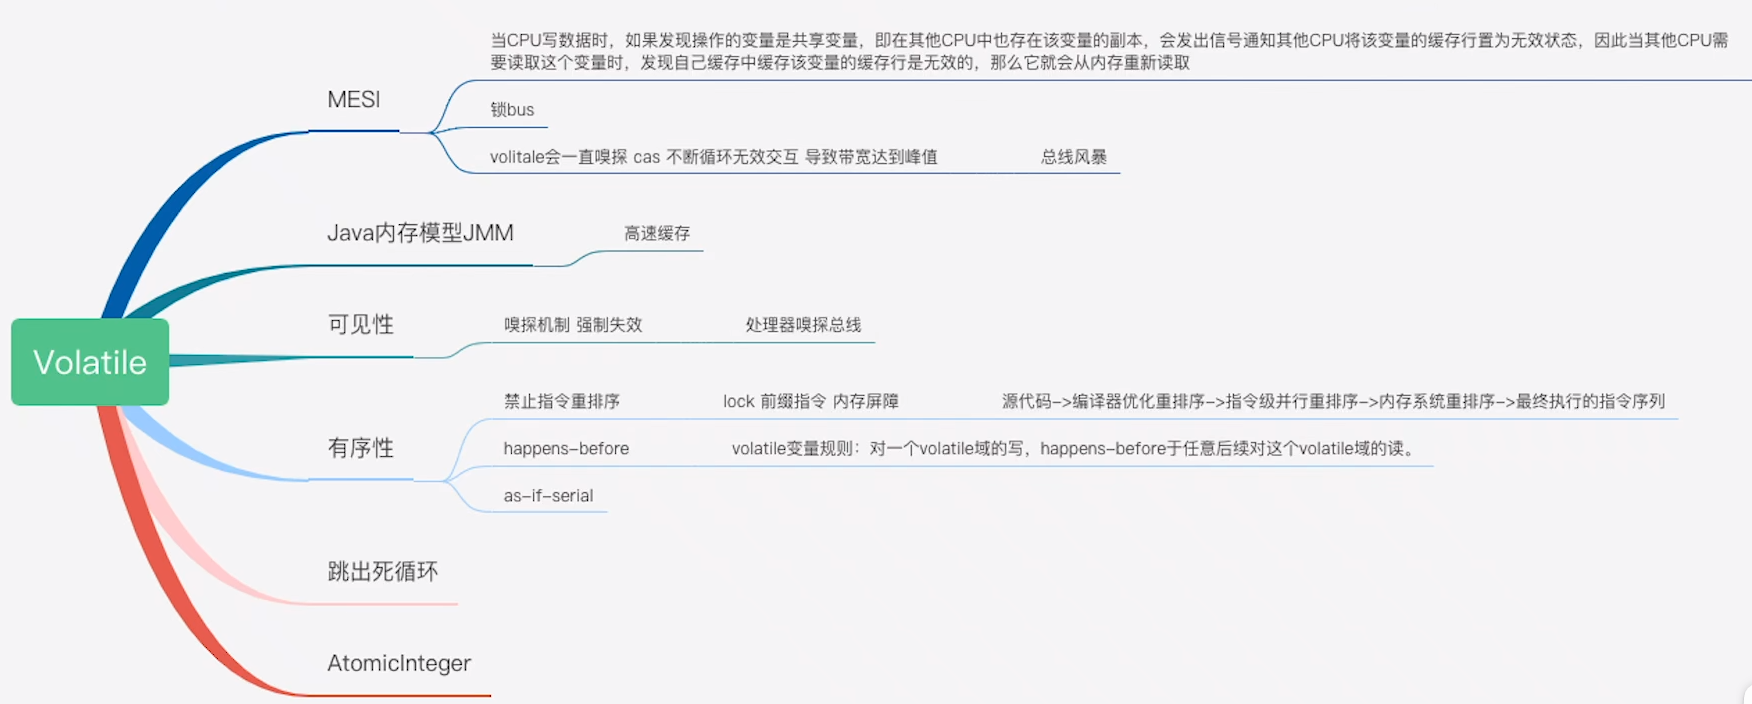 当CPU写数据时，如果发现操作的变量是共享变量，即在其他CPU中也存在该变量的副本，会发出信号通知其他CPU将该变量的缓存行置为无效状态，因此当其他CPU需
要读取这个变量时，发现自己缓存中缓存该变量的缓存行是无效的，那么它就会从内存重新读取
MESI
锁bus
volitale会一直嗅探 cas 不断循环无效交互 导致带宽达到峰值 总线风暴
Java内存模型JMM 高速缓存
可见性 嗅探机制 强制失效 处理器嗅探总线
Volatile
禁止指令重排序 lock 前缀指令 内存屏障 源代码->编译器优化重排序->指令级并行重排序->内存系统重排序->最终执行的指令序列
有序性 happens-before volatile变量规则：对一个volatile域的写，happens-before于任意后续对这个volatile域的读。
as-if-serial
跳出死循环
AtomicInteger